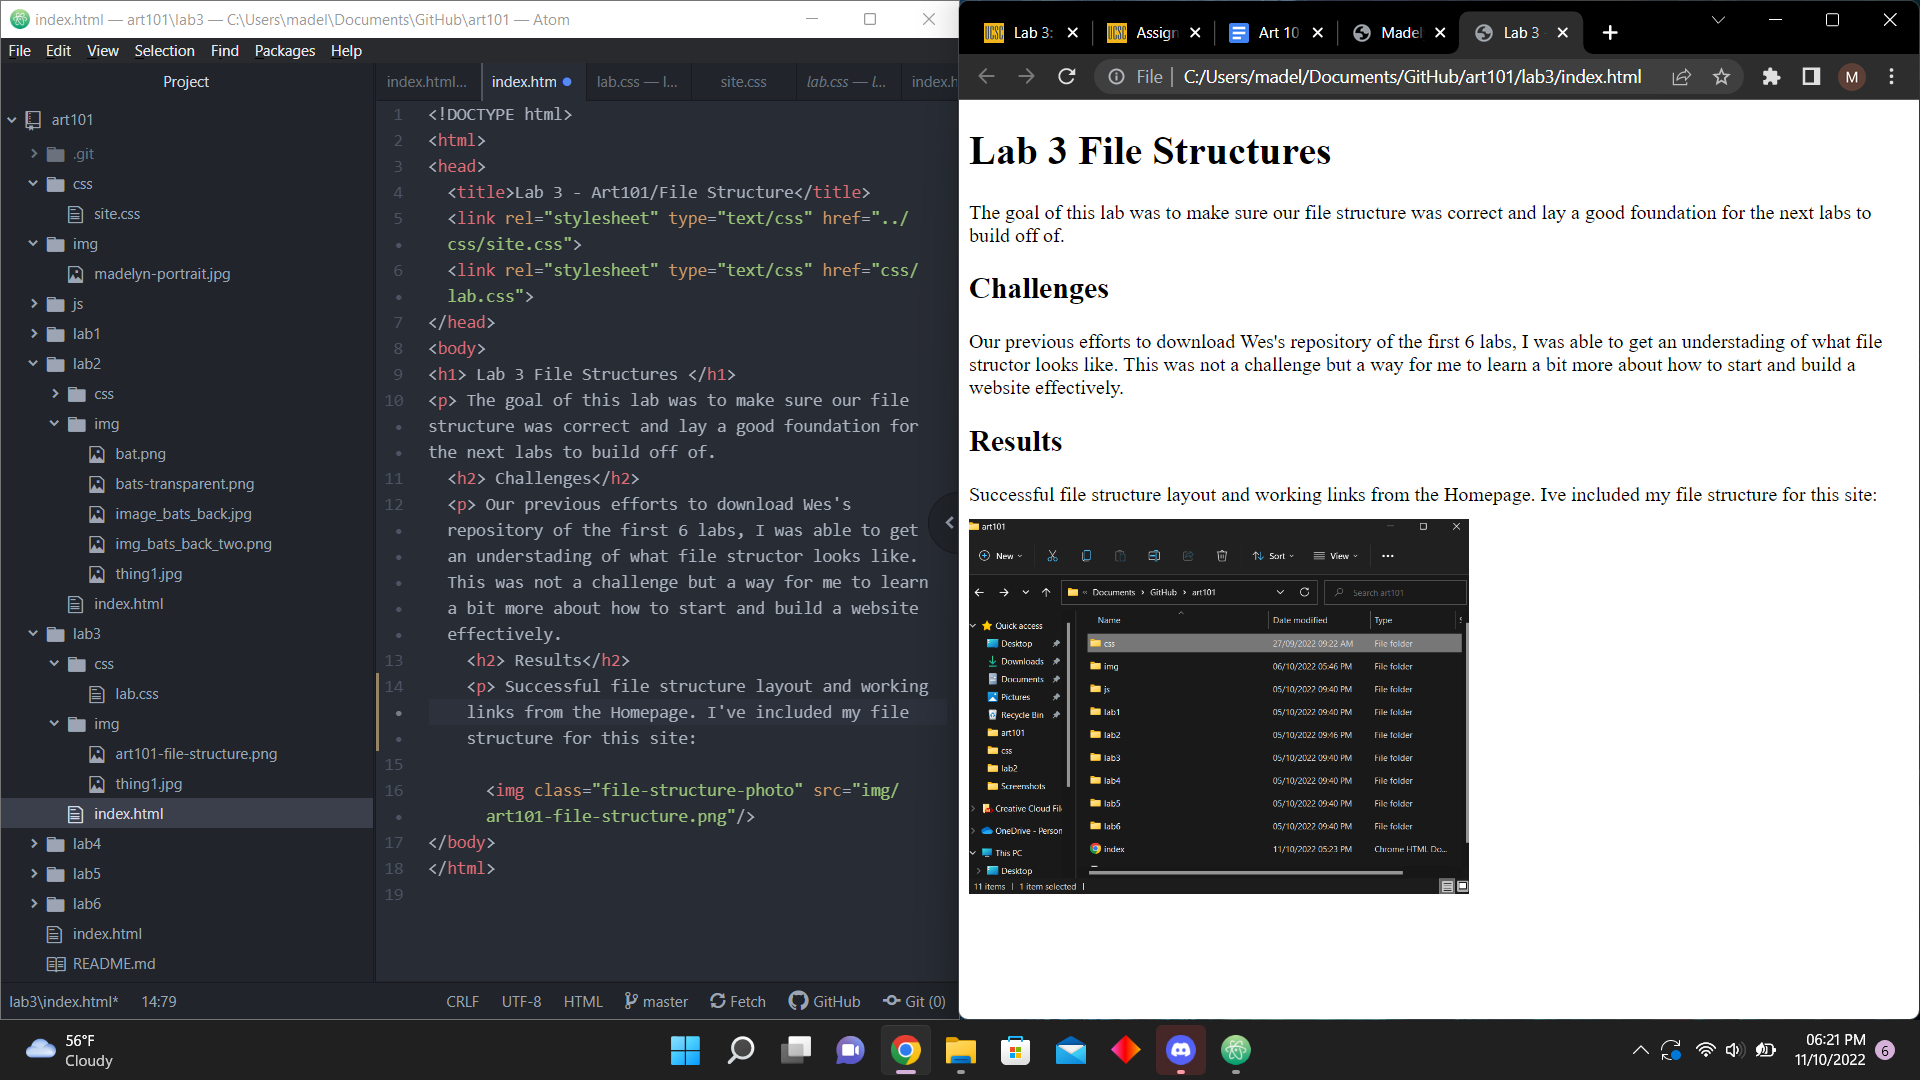 index.html — art101\lab3 — C:\Users\madel\Documents\GitHub\art101 — Atom
File Edit View Selection Find Packages Help
Project
art101
.git
css
site.css
img
madelyn-portrait.jpg
js
lab1
lab2
css
img
bat.png
bats-transparent.png
image_bats_back.jpg
img_bats_back_two.png
thing1.jpg
index.html
lab3
css
lab.css
img
art101-file-structure.png
thing1.jpg
index.html
lab4
lab5
lab6
index.html
README.md
index.html... index.htm lab.css — l... site.css lab.css — l... index.h
1 <!DOCTYPE html>
2 <html>
3 <head>
4 <title>Lab 3 - Art101/File Structure</title>
5 <link rel="stylesheet" type="text/css" href="../
css/site.css">
6 <link rel="stylesheet" type="text/css" href="css/
lab.css">
7 </head>
8 <body>
9 <h1> Lab 3 File Structures </h1>
10 <p> The goal of this lab was to make sure our file
structure was correct and lay a good foundation for
the next labs to build off of.
11 <h2> Challenges</h2>
12 <p> Our previous efforts to download Wes's
repository of the first 6 labs, I was able to get
an understading of what file structor looks like.
This was not a challenge but a way for me to learn
a bit more about how to start and build a website
effectively.
13 <h2> Results</h2>
14 <p> Successful file structure layout and working
links from the Homepage. I've included my file
structure for this site:
15
16 <img class="file-structure-photo" src="img/
art101-file-structure.png"/>
17 </body>
18 </html>
19
lab3\index.html* 14:79 CRLF UTF-8 HTML master Fetch GitHub Git (0)
UCSC Lab 3: UCSC Assign Art 10 Madel Lab 3
File C:/Users/madel/Documents/GitHub/art101/lab3/index.html M
Lab 3 File Structures
The goal of this lab was to make sure our file structure was correct and lay a good foundation for the next labs to
build off of.
Challenges
Our previous efforts to download Wes's repository of the first 6 labs, I was able to get an understading of what file
structor looks like. This was not a challenge but a way for me to learn a bit more about how to start and build a
website effectively.
Results
Successful file structure layout and working links from the Homepage. Ive included my file structure for this site:
art101
New Sort View
« Documents > GitHub > art101 Search art101
Name Date modified Type
Quick access
Desktop
Downloads
Documents
Pictures
Recycle Bin
art101
css
lab2
Screenshots
Creative Cloud Fil
OneDrive - Person
This PC
Desktop
css 27/09/2022 09:22 AM File folder
img 06/10/2022 05:46 PM File folder
js 05/10/2022 09:40 PM File folder
lab1 05/10/2022 09:40 PM File folder
lab2 05/10/2022 09:46 PM File folder
lab3 05/10/2022 09:40 PM File folder
lab4 05/10/2022 09:40 PM File folder
lab5 05/10/2022 09:40 PM File folder
lab6 05/10/2022 09:40 PM File folder
index 11/10/2022 05:23 PM Chrome HTML Do...
11 items 1 item selected
56°F
Cloudy
06:21 PM
11/10/2022
6